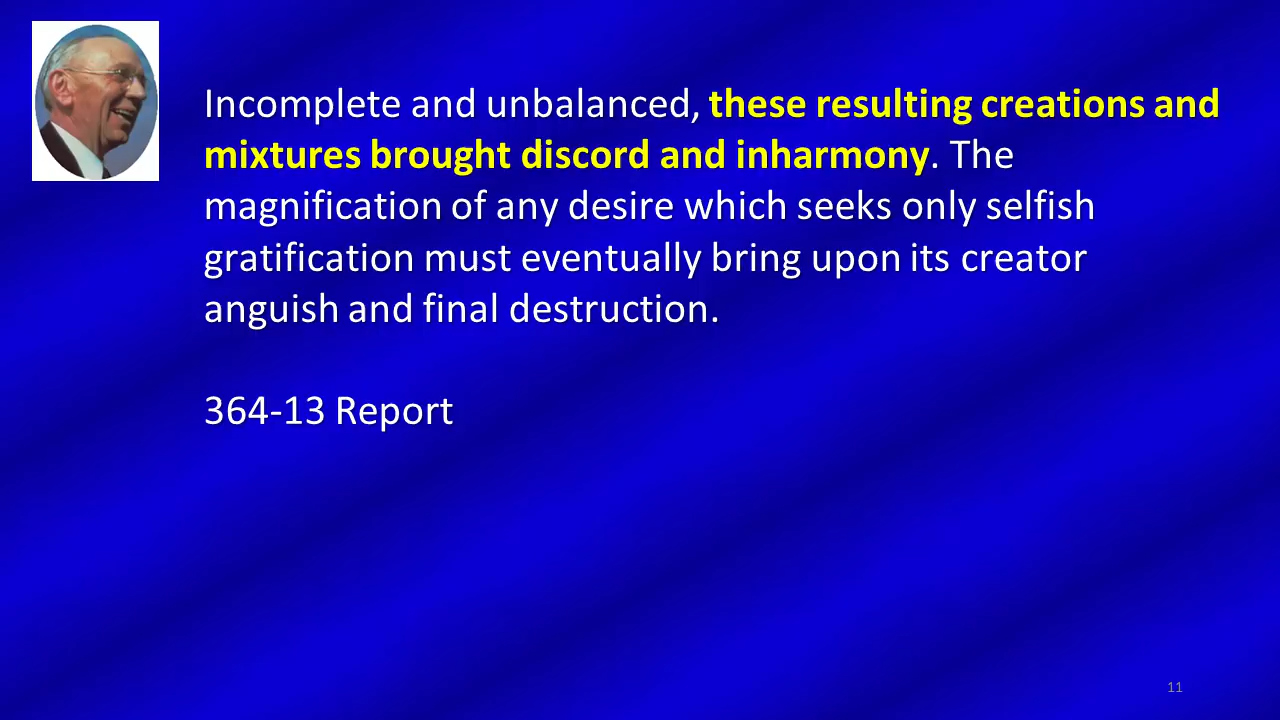 Incomplete and unbalanced, these resulting creations and
mixtures brought discord and inharmony. The
magnification of any desire which seeks only selfish
gratification must eventually bring upon its creator
anguish and final destruction.
364-13 Report
11